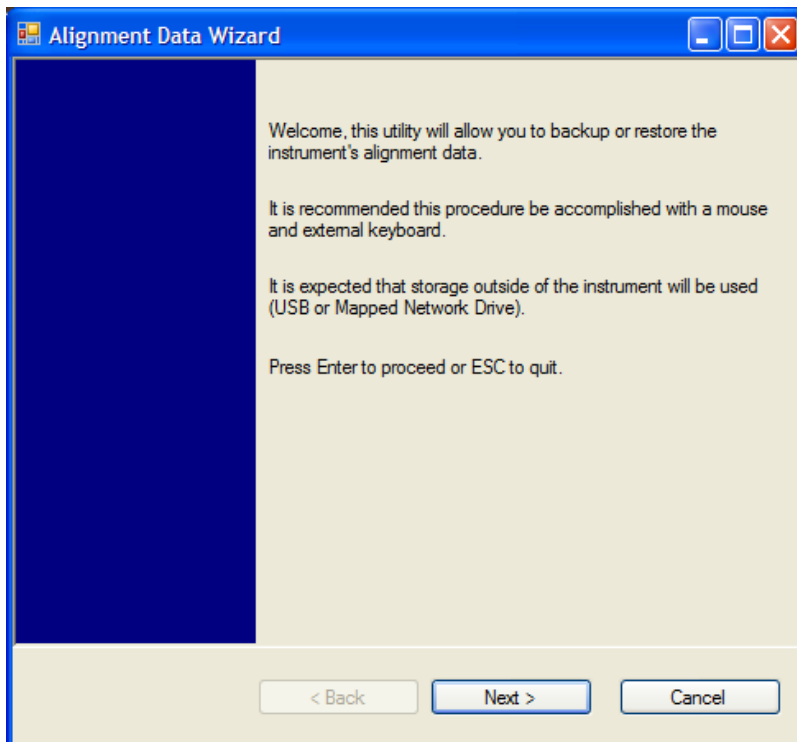 Alignment Data Wizard
Welcome, this utility will allow you to backup or restore the
instrument's alignment data.
It is recommended this procedure be accomplished with a mouse
and external keyboard.
It is expected that storage outside of the instrument will be used
(USB or Mapped Network Drive).
Press Enter to proceed or ESC to quit.
< Back
Next >
Cancel